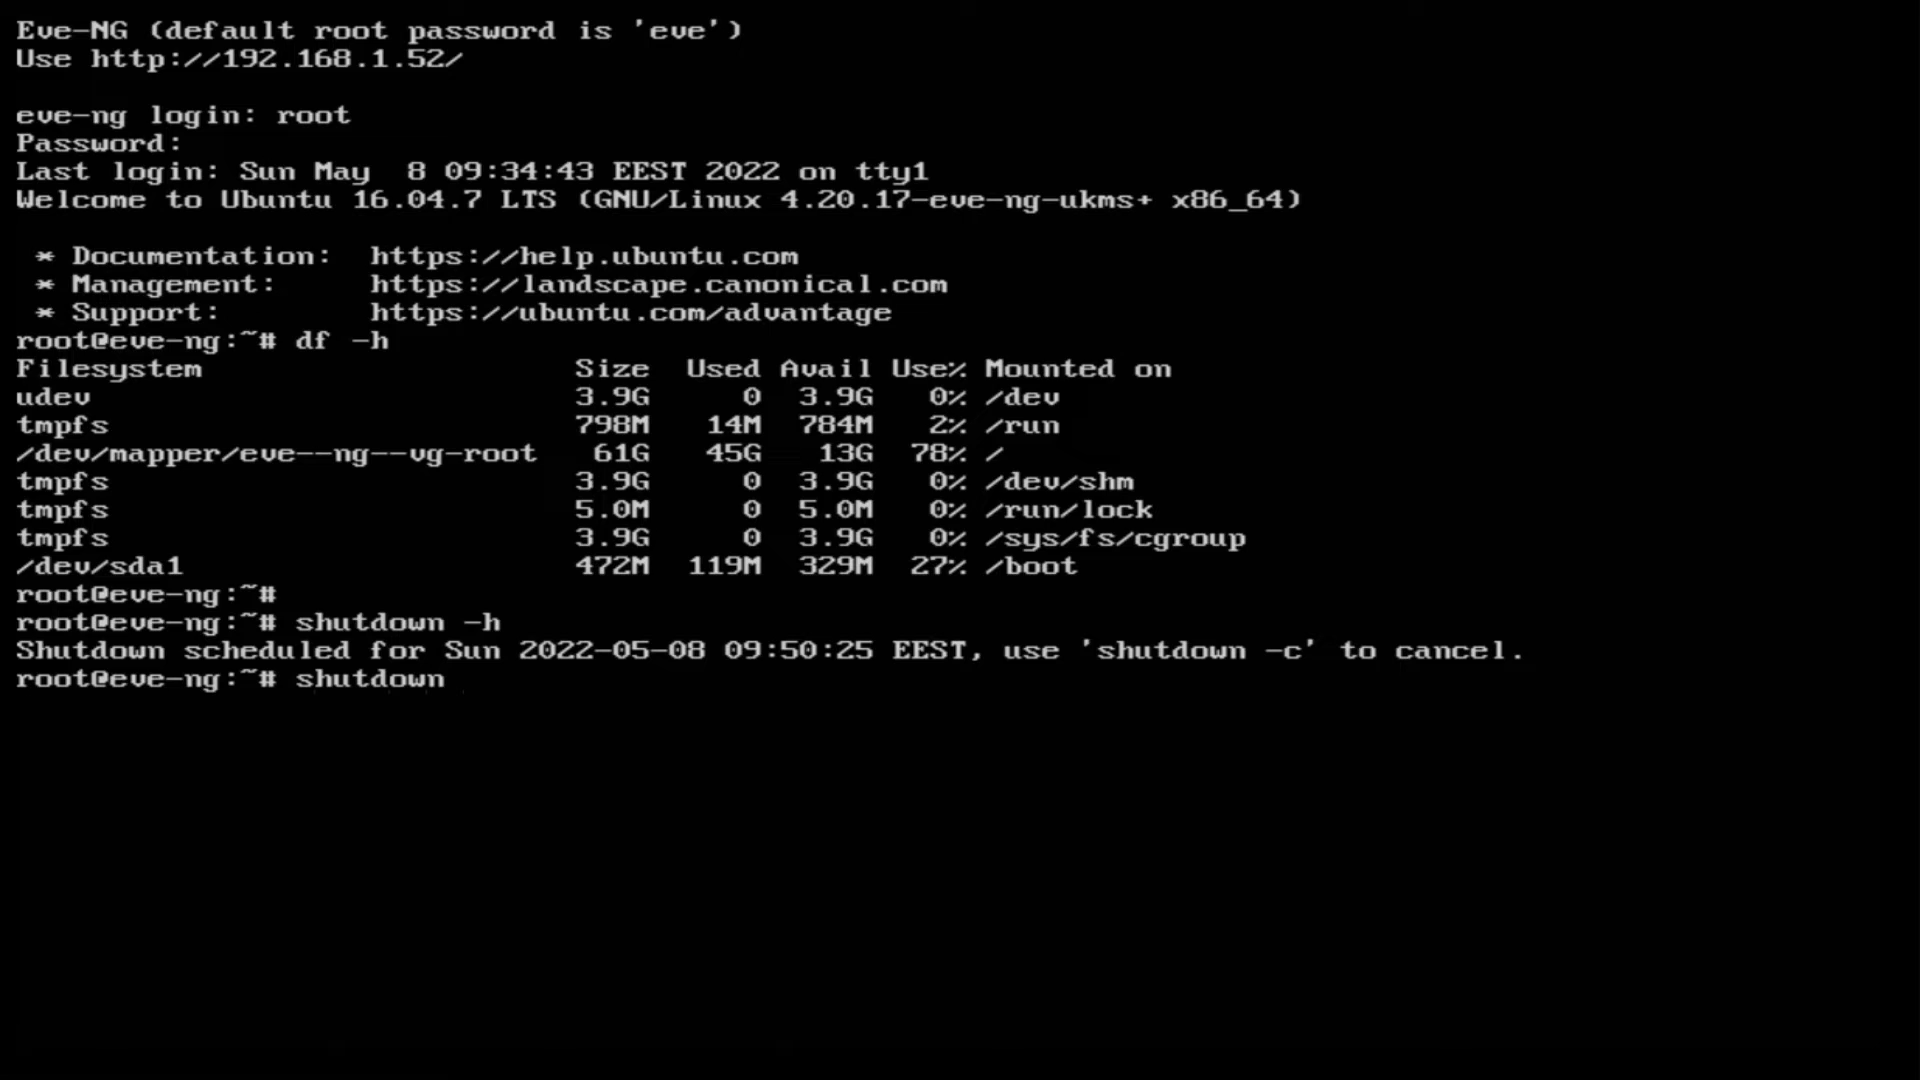 Eve-NG (default root password is 'eve')
Use http://192.168.1.52/
eve-ng login: root
Password:
Last login: Sun May  8 09:34:43 EEST 2022 on tty1
Welcome to Ubuntu 16.04.7 LTS (GNU/Linux 4.20.17-eve-ng-ukms+ x86_64)
 * Documentation:  https://help.ubuntu.com
 * Management:     https://landscape.canonical.com
 * Support:        https://ubuntu.com/advantage
root@eve-ng:~# df -h
Filesystem                    Size  Used Avail Use% Mounted on
udev                          3.9G     0  3.9G   0% /dev
tmpfs                         798M   14M  784M   2% /run
/dev/mapper/eve--ng--vg-root   61G   45G   13G  78% /
tmpfs                         3.9G     0  3.9G   0% /dev/shm
tmpfs                         5.0M     0  5.0M   0% /run/lock
tmpfs                         3.9G     0  3.9G   0% /sys/fs/cgroup
/dev/sda1                     472M  119M  329M  27% /boot
root@eve-ng:~#
root@eve-ng:~# shutdown -h
Shutdown scheduled for Sun 2022-05-08 09:50:25 EEST, use 'shutdown -c' to cancel.
root@eve-ng:~# shutdown